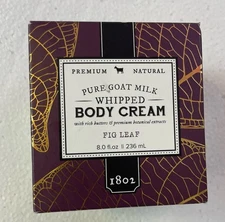 PREMIUM NATURAL
PURE GOAT MILK
WHIPPED
BODY CREAM
with rich butters & premium botanical extracts
FIG LEAF
8.0 fl.oz || 236 mL
1802